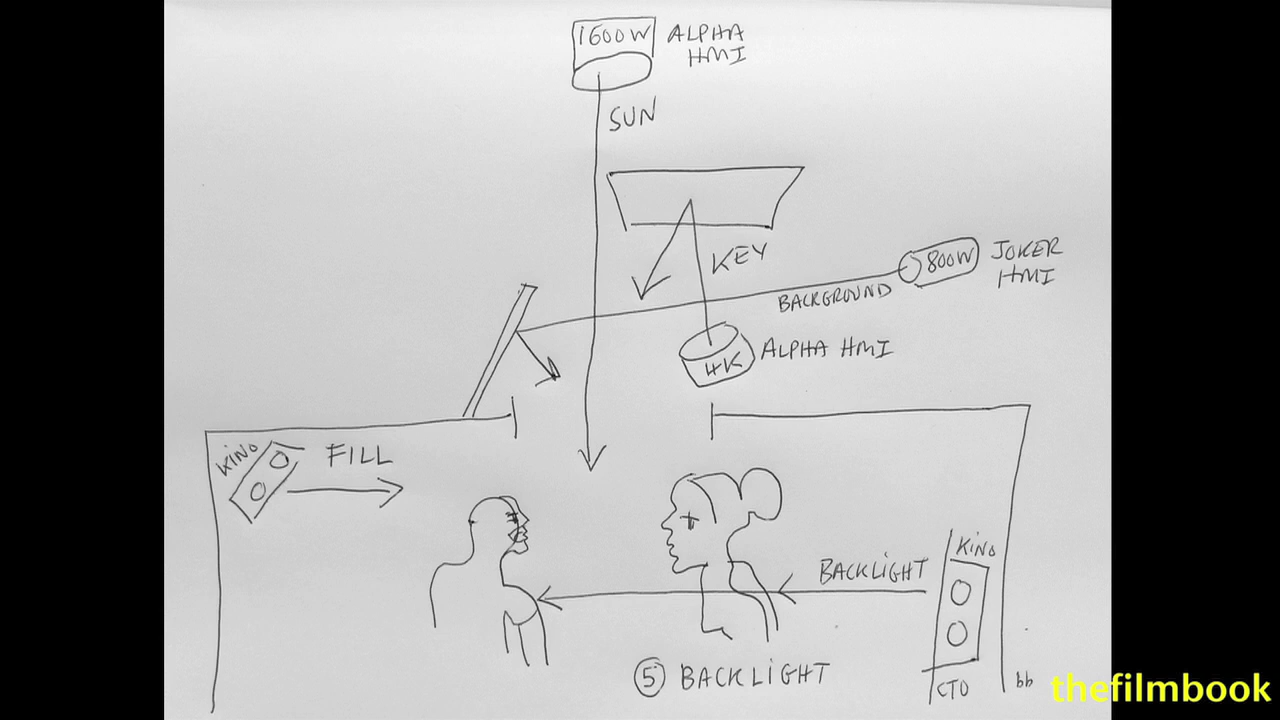 1600W
ALPHA
HMI
SUN
KEY
800W
JOKER
HMI
BACKGROUND
4K
ALPHA HMI
KINO
FILL
KINO
BACKLIGHT
5 BACKLIGHT
CTO
bb
thefilmbook